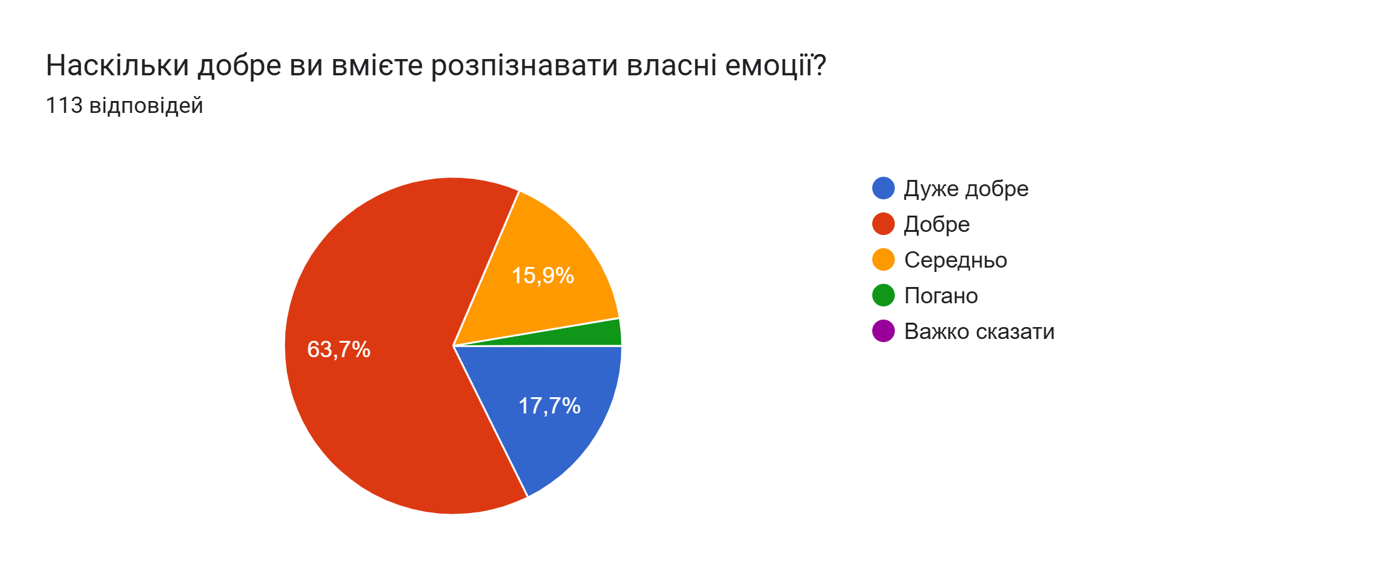 Наскільки добре ви вмієте розпізнавати власні емоції?
113 відповідей
Дуже добре
Добре
Середньо
Погано
Важко сказати
15,9%
63,7%
17,7%